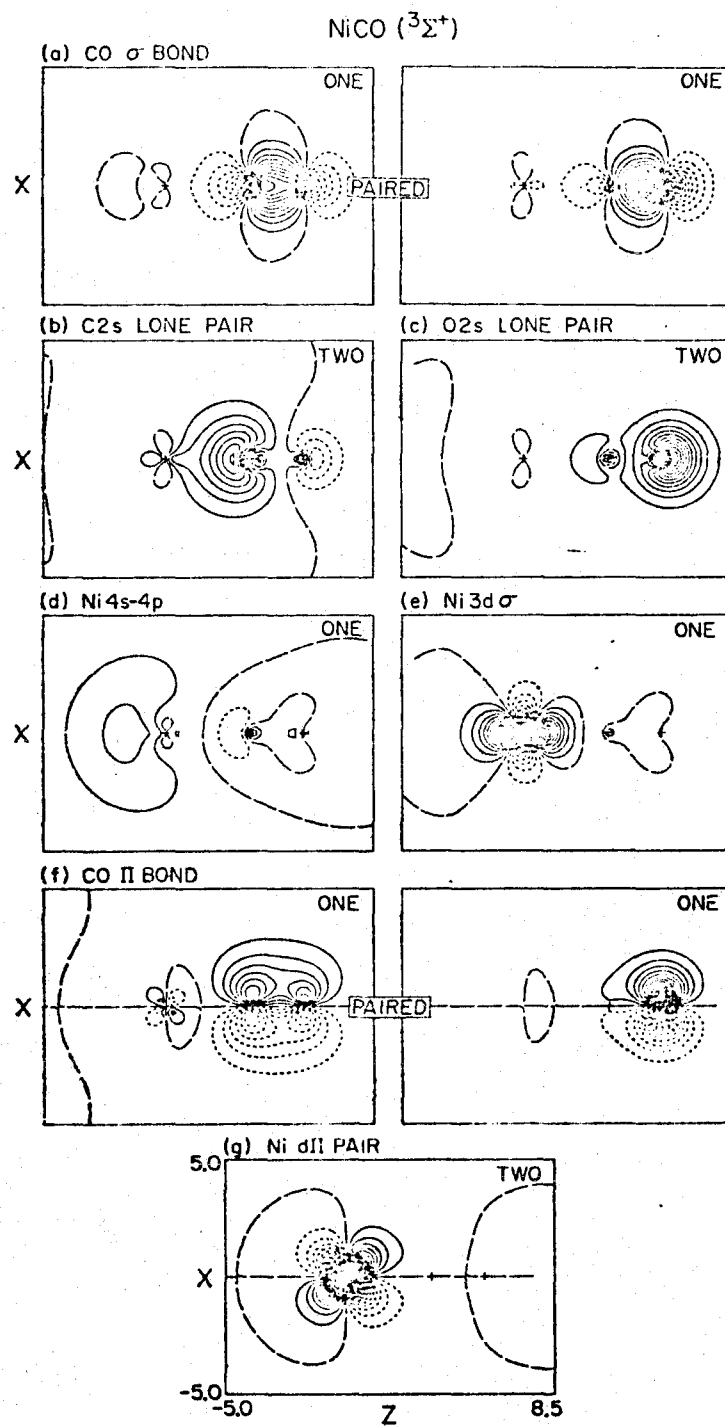 NiCO (³Σ⁺)
(a) CO σ BOND
ONE
ONE
X
PAIRED
(b) C2s LONE PAIR
(c) O2s LONE PAIR
TWO
TWO
X
(d) Ni 4s-4p
(e) Ni 3d σ
ONE
ONE
X
(f) CO Π BOND
ONE
ONE
X
PAIRED
(g) Ni dΠ PAIR
5.0
TWO
X
-5.0
-5.0
8.5
Z